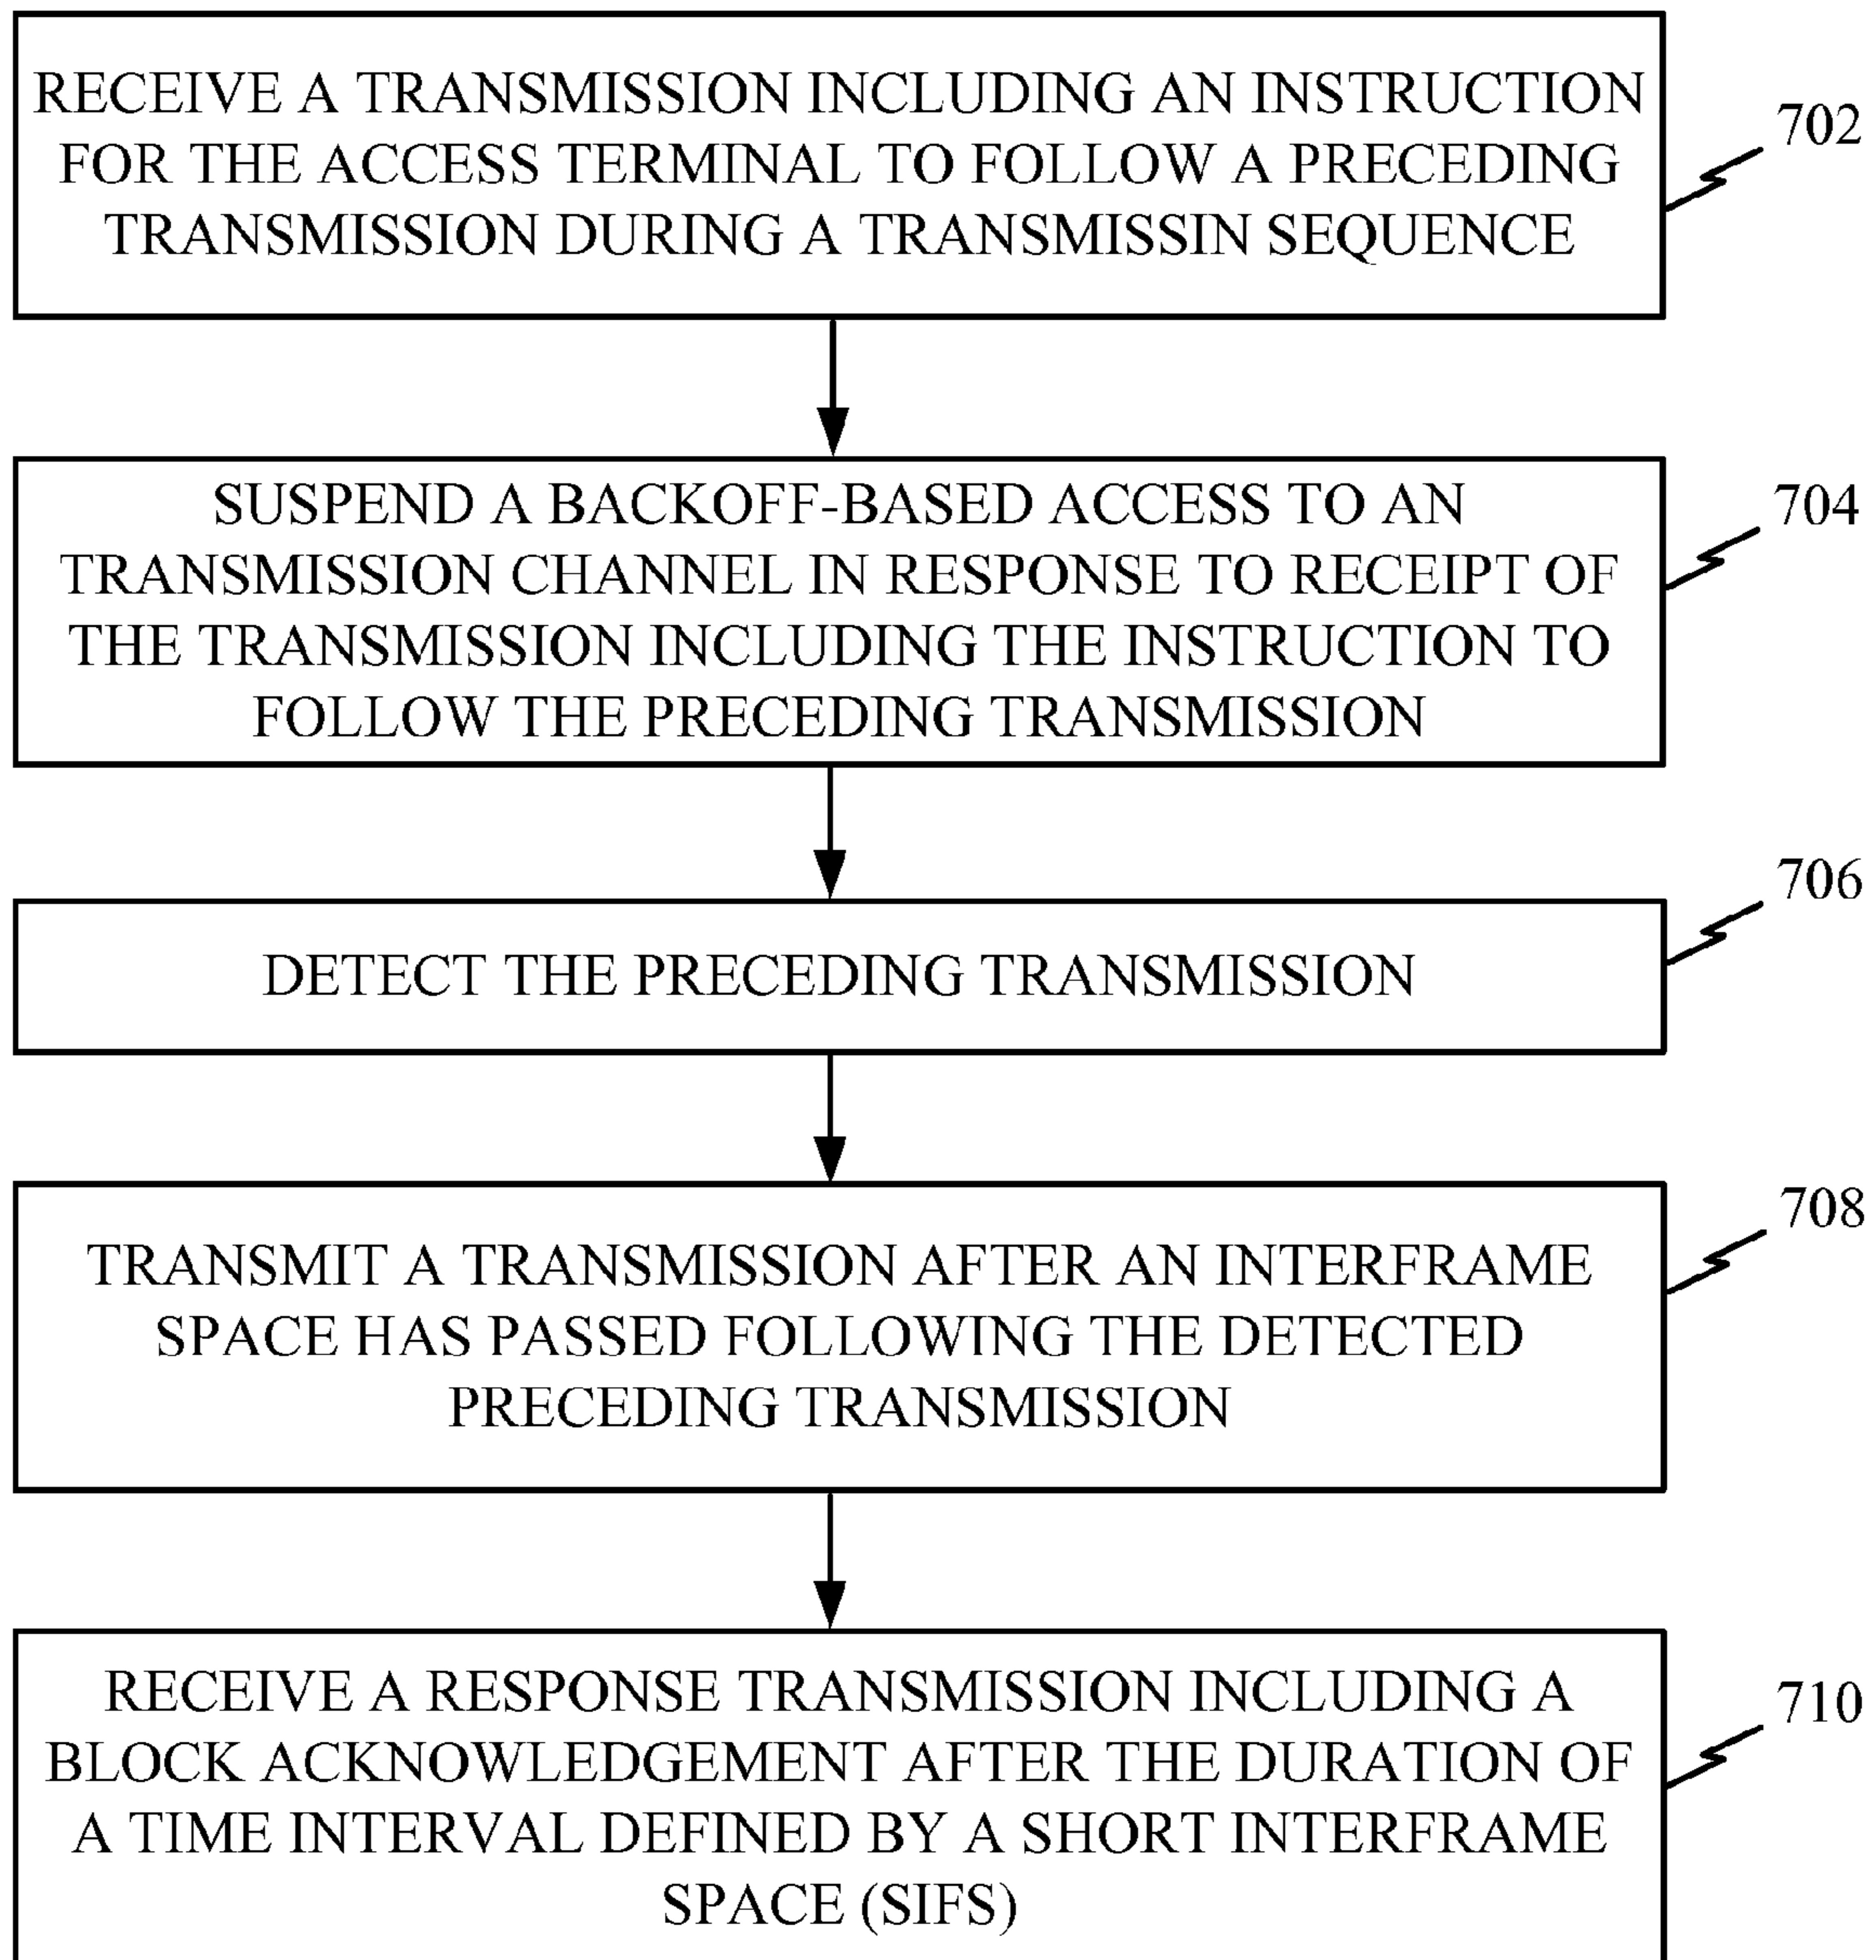 RECEIVE A TRANSMISSION INCLUDING AN INSTRUCTION
FOR THE ACCESS TERMINAL TO FOLLOW A PRECEDING
TRANSMISSION DURING A TRANSMISSIN SEQUENCE
702
SUSPEND A BACKOFF-BASED ACCESS TO AN
TRANSMISSION CHANNEL IN RESPONSE TO RECEIPT OF
THE TRANSMISSION INCLUDING THE INSTRUCTION TO
FOLLOW THE PRECEDING TRANSMISSION
704
DETECT THE PRECEDING TRANSMISSION
706
TRANSMIT A TRANSMISSION AFTER AN INTERFRAME
SPACE HAS PASSED FOLLOWING THE DETECTED
PRECEDING TRANSMISSION
708
RECEIVE A RESPONSE TRANSMISSION INCLUDING A
BLOCK ACKNOWLEDGEMENT AFTER THE DURATION OF
A TIME INTERVAL DEFINED BY A SHORT INTERFRAME
SPACE (SIFS)
710